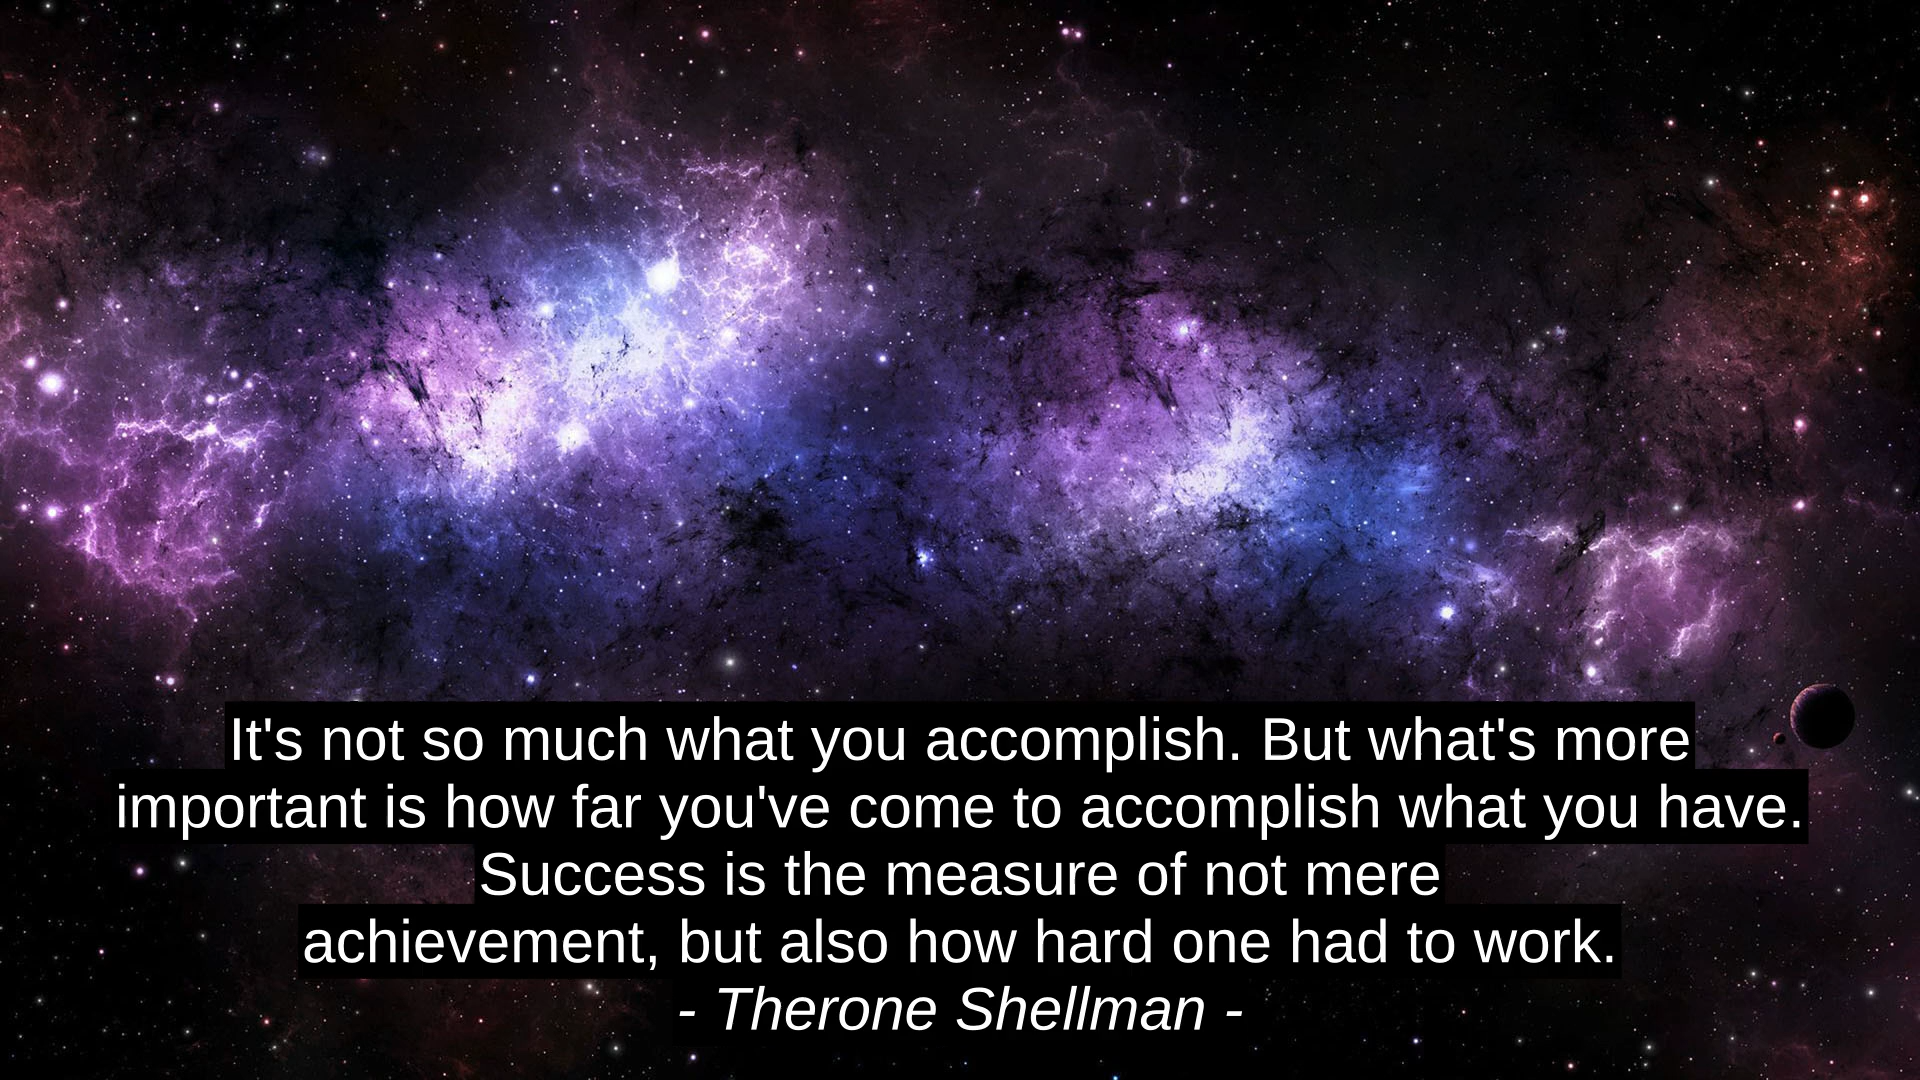 It's not so much what you accomplish. But what's more
important is how far you've come to accomplish what you have.
Success is the measure of not mere
achievement, but also how hard one had to work.
- Therone Shellman -